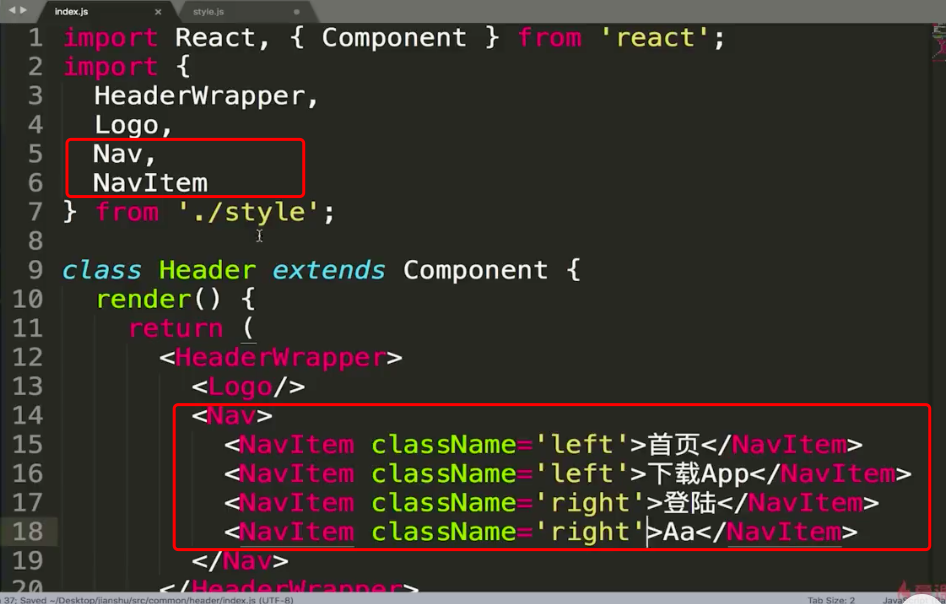 index.js
style.js
1 import React, { Component } from 'react';
2 import {
3 HeaderWrapper,
4 Logo,
5 Nav,
6 NavItem
7 } from './style';
8
9 class Header extends Component {
10 render() {
11 return (
12 <HeaderWrapper>
13 <Logo/>
14 <Nav>
15 <NavItem className='left'>首页</NavItem>
16 <NavItem className='left'>下载App</NavItem>
17 <NavItem className='right'>登陆</NavItem>
18 <NavItem className='right'>Aa</NavItem>
19 </Nav>
20 </HeaderWrapper>
37; Saved ~/Desktop/jianshu/src/common/header/index.js (UTF-8)
Tab Size: 2